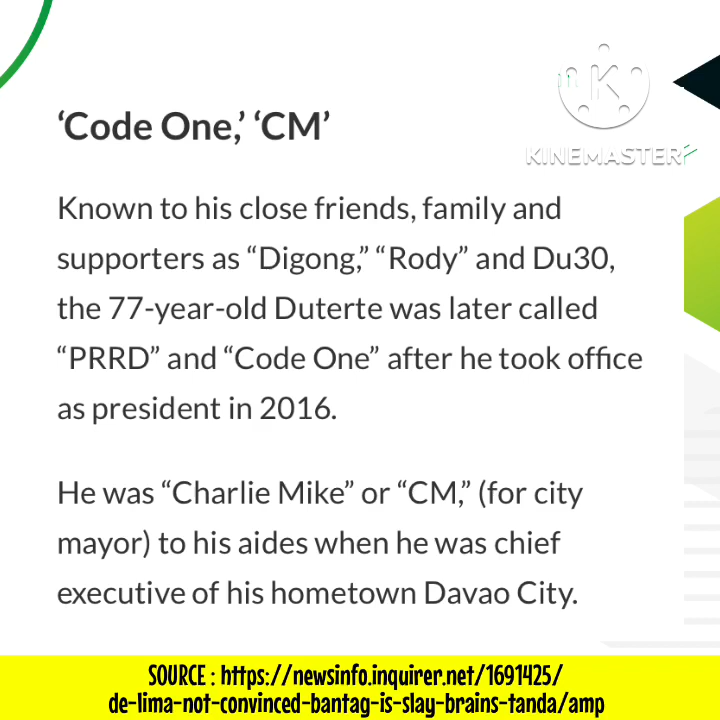 K
KINEMASTER
‘Code One,’ ‘CM’
Known to his close friends, family and
supporters as “Digong,” “Rody” and Du30,
the 77-year-old Duterte was later called
“PRRD” and “Code One” after he took office
as president in 2016.
He was “Charlie Mike” or “CM,” (for city
mayor) to his aides when he was chief
executive of his hometown Davao City.
SOURCE : https://newsinfo.inquirer.net/1691425/
de-lima-not-convinced-bantag-is-slay-brains-tanda/amp